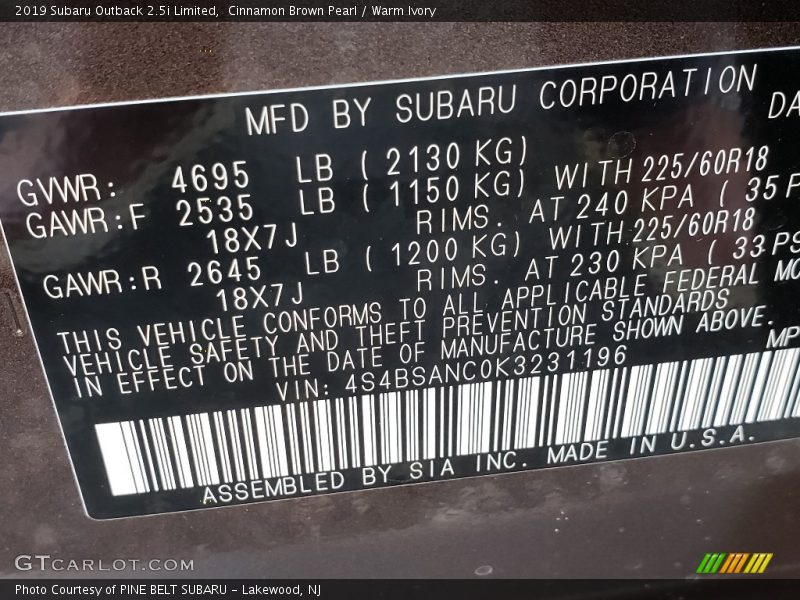 2019 Subaru Outback 2.5i Limited, Cinnamon Brown Pearl / Warm Ivory
MFD BY SUBARU CORPORATION DA
GVWR: 4695 LB ( 2130 KG)
GAWR:F 2535 LB ( 1150 KG) WITH 225/60R18
18X7J RIMS. AT 240 KPA ( 35 P
GAWR:R 2645 LB ( 1200 KG) WITH 225/60R18
18X7J RIMS. AT 230 KPA ( 33 PS
THIS VEHICLE CONFORMS TO ALL APPLICABLE FEDERAL MO
VEHICLE SAFETY AND THEFT PREVENTION STANDARDS
IN EFFECT ON THE DATE OF MANUFACTURE SHOWN ABOVE.
VIN: 4S4BSANC0K3231196 MP
ASSEMBLED BY SIA INC. MADE IN U.S.A.
GTCARLOT.COM
Photo Courtesy of PINE BELT SUBARU - Lakewood, NJ